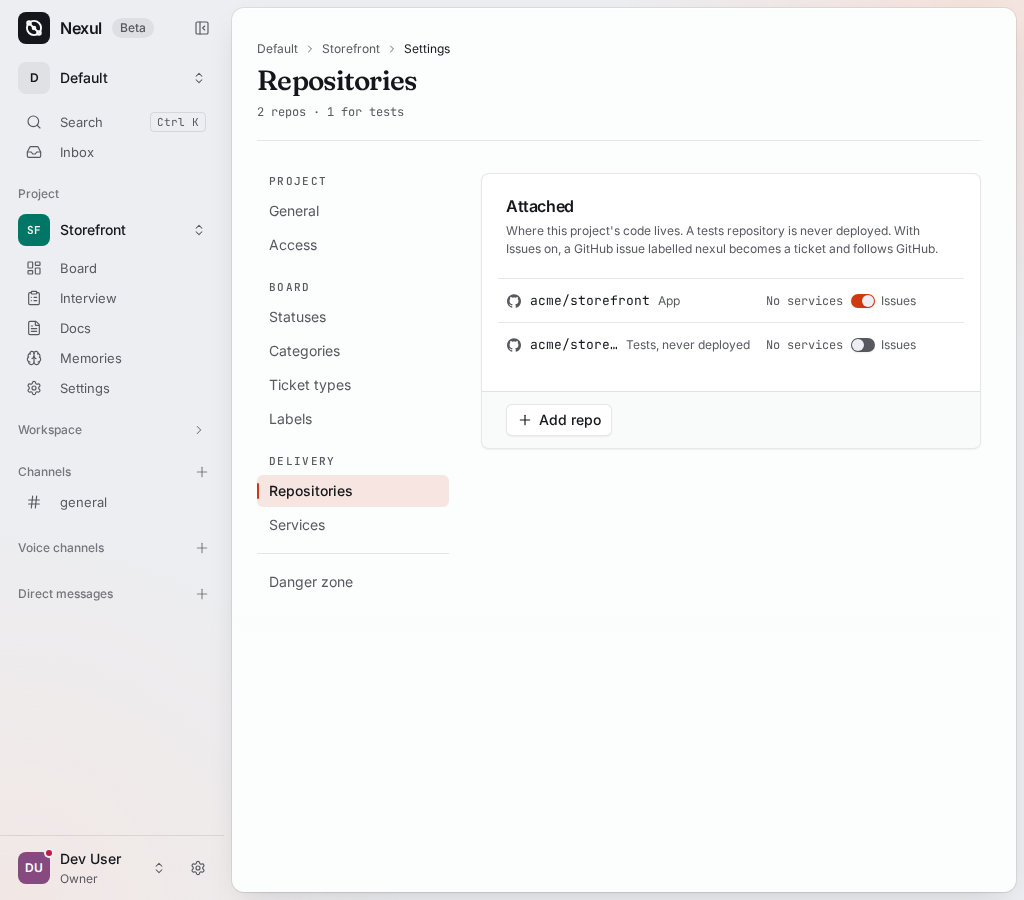 Nexul Beta
D Default
Search Ctrl K
Inbox
Project
SF Storefront
Board
Interview
Docs
Memories
Settings
Workspace
Channels
# general
Voice channels
Direct messages
DU Dev User
Owner
Default > Storefront > Settings
Repositories
2 repos · 1 for tests
PROJECT
General
Access
BOARD
Statuses
Categories
Ticket types
Labels
DELIVERY
Repositories
Services
Danger zone
Attached
Where this project's code lives. A tests repository is never deployed. With
Issues on, a GitHub issue labelled nexul becomes a ticket and follows GitHub.
acme/storefront App No services Issues
acme/store… Tests, never deployed No services Issues
+ Add repo